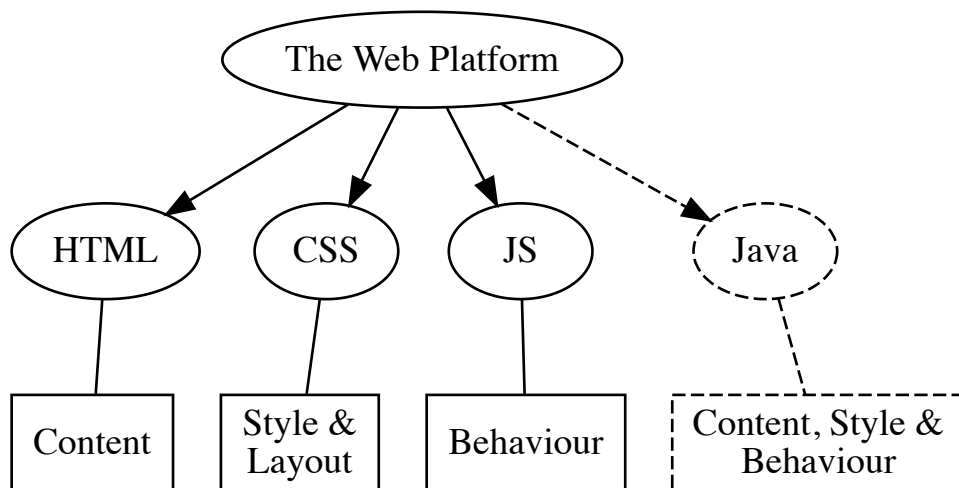 The Web Platform
HTML
CSS
JS
Java
Content
Style &
Layout
Behaviour
Content, Style &
Behaviour